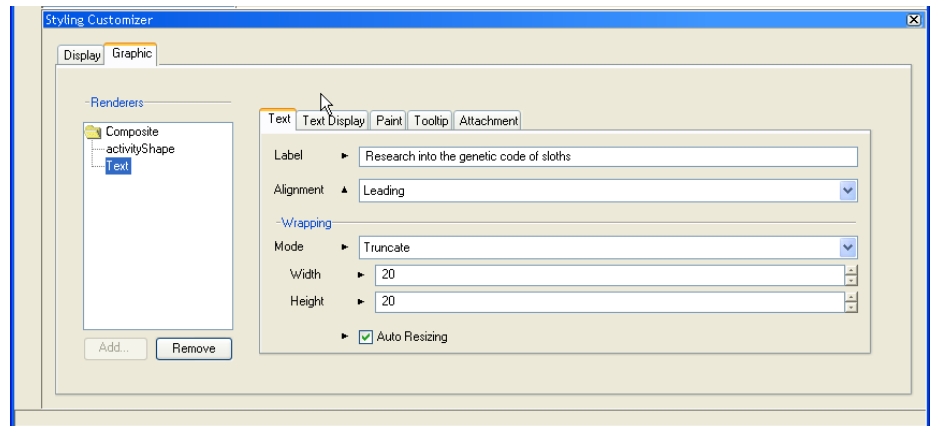 Styling Customizer
Display Graphic
Renderers
Composite
activityShape
Text
Add... Remove
Text Text Display Paint Tooltip Attachment
Label Research into the genetic code of sloths
Alignment Leading
Wrapping
Mode Truncate
Width 20
Height 20
Auto Resizing